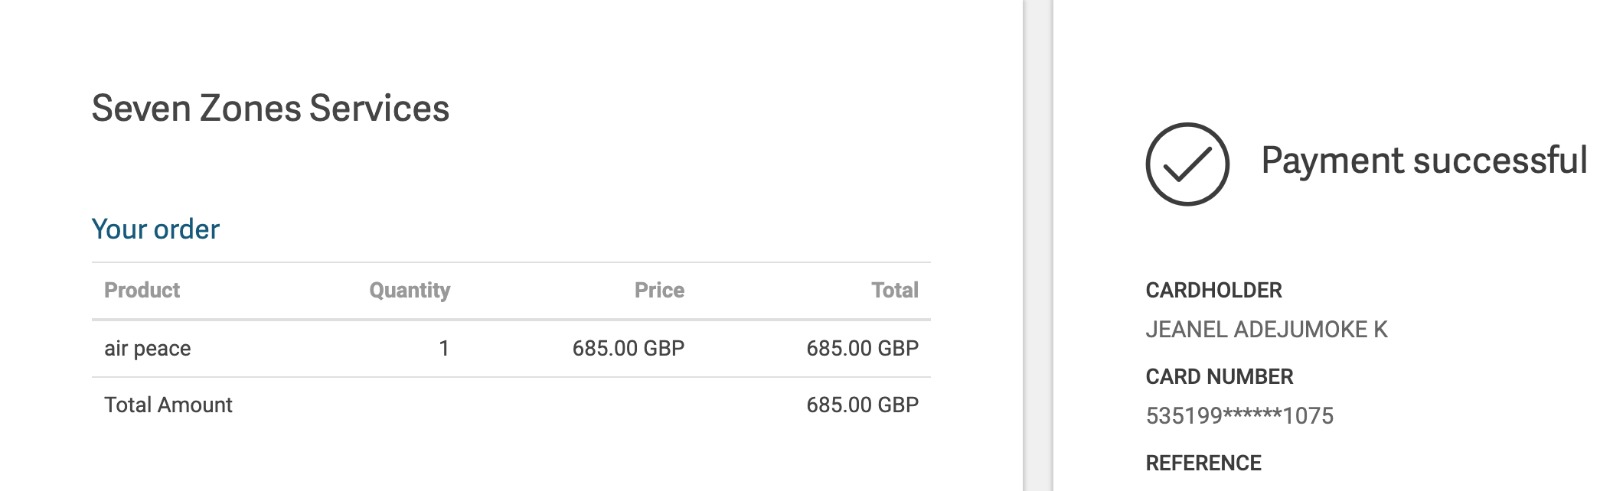 Seven Zones Services
Your order
Product Quantity Price Total
air peace 1 685.00 GBP 685.00 GBP
Total Amount 685.00 GBP
Payment successful
CARDHOLDER
JEANEL ADEJUMOKE K
CARD NUMBER
535199******1075
REFERENCE